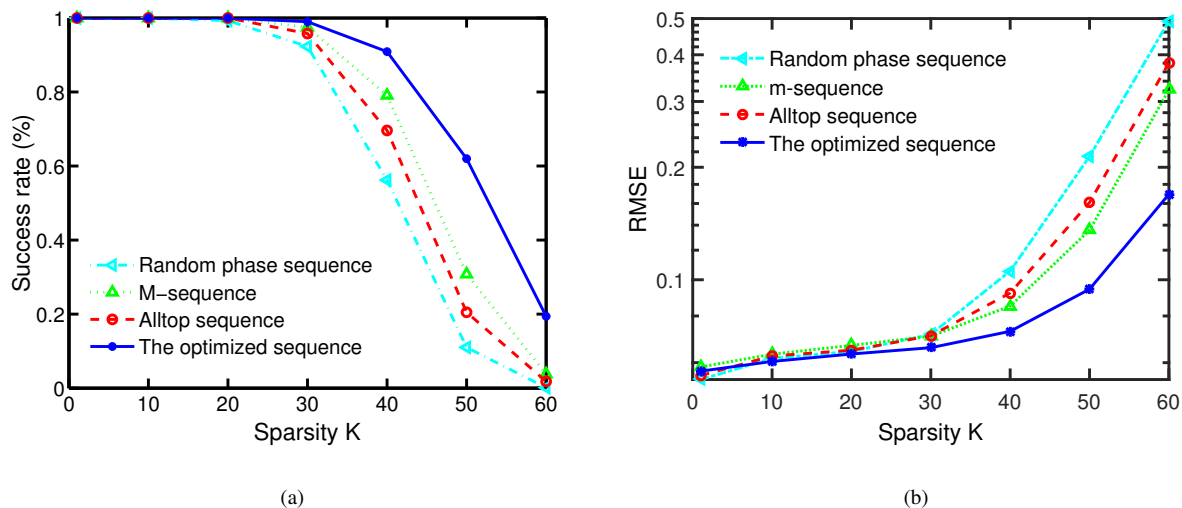 1
0.8
0.6
0.4
0.2
0
0 10 20 30 40 50 60
Success rate (%)
Sparsity K
Random phase sequence
M-sequence
Alltop sequence
The optimized sequence
(a)
0.5
0.4
0.3
0.2
0.1
0 10 20 30 40 50 60
RMSE
Sparsity K
Random phase sequence
m-sequence
Alltop sequence
The optimized sequence
(b)